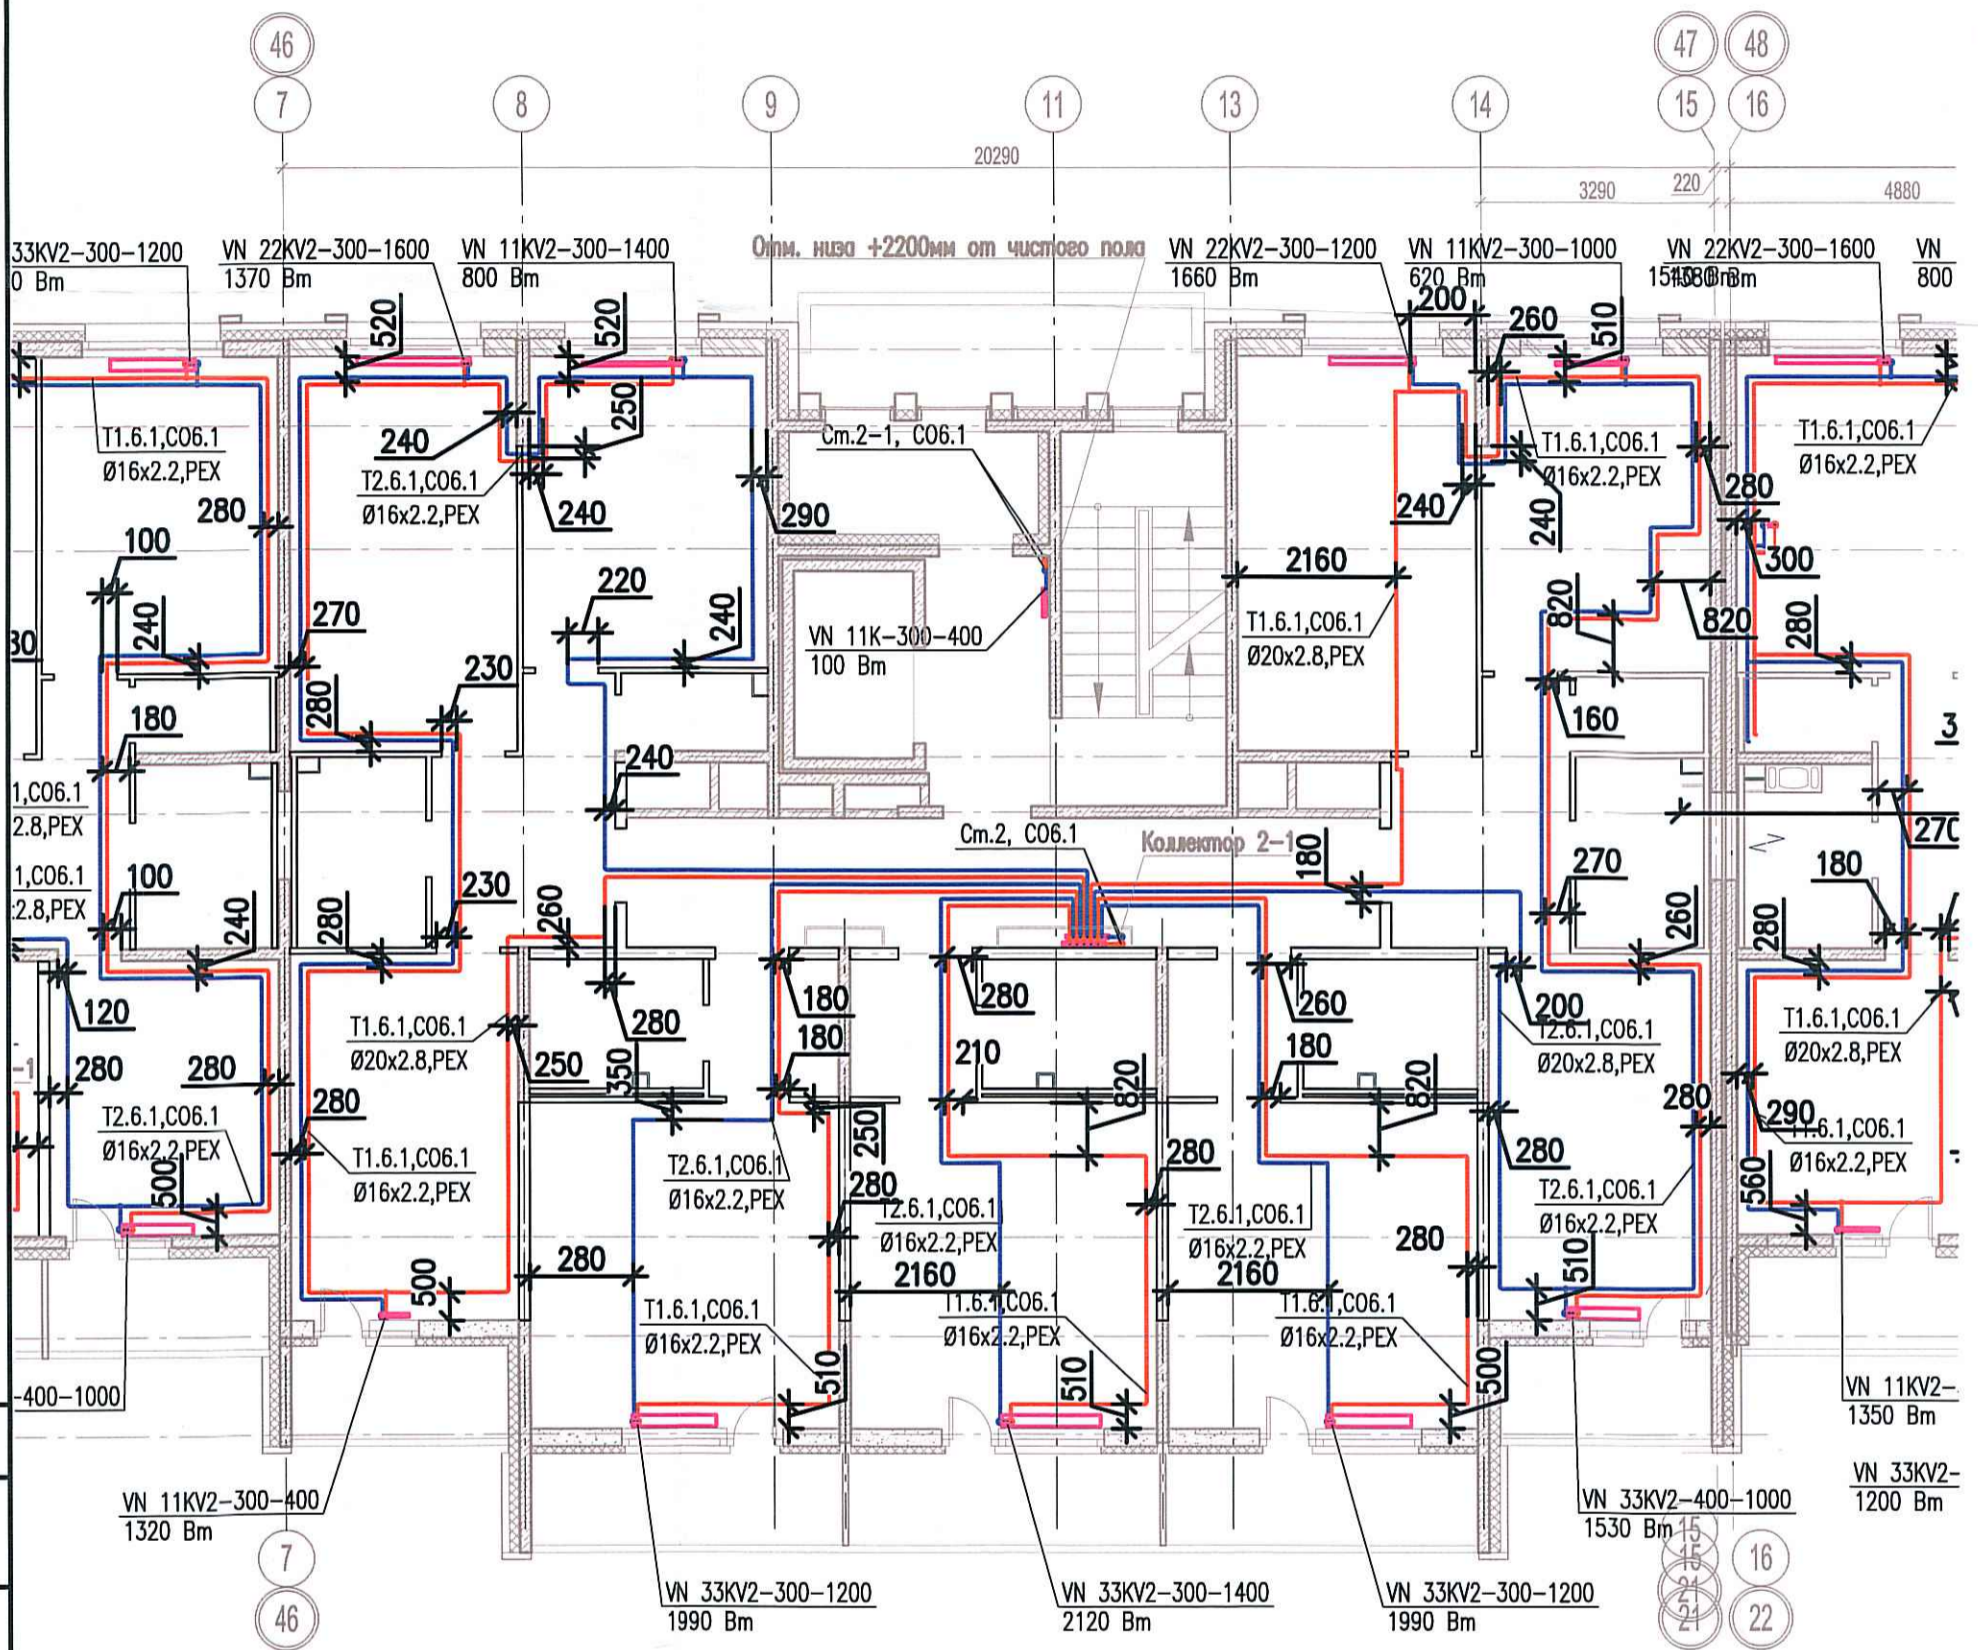 46
47
48
7
8
9
11
13
14
15
16
20290
3290
220
4880
33KV2-300-1200
0 Вт
VN 22KV2-300-1600
1370 Вт
VN 11KV2-300-1400
800 Вт
Отм. низа +2200мм от чистого пола
VN 22KV2-300-1200
1660 Вт
VN 11KV2-300-1000
620 Вт
VN 22KV2-300-1600
VN
800
520
520
200
260
510
250
240
T1.6.1,CO6.1
Ø16x2.2,PEX
T2.6.1,CO6.1
Ø16x2.2,PEX
Ст.2-1, CO6.1
T1.6.1,CO6.1
Ø16x2.2,PEX
T1.6.1,CO6.1
Ø16x2.2,PEX
280
240
290
240
240
280
100
300
240
270
220
240
2160
820
820
280
VN 11K-300-400
100 Вт
T1.6.1,CO6.1
Ø20x2.8,PEX
230
280
180
160
240
1,CO6.1
2.8,PEX
Ст.2, CO6.1
Коллектор 2-1
180
270
1,CO6.1
2.8,PEX
100
240
280
230
260
270
260
180
280
120
280
180
280
260
200
T1.6.1,CO6.1
Ø20x2.8,PEX
T2.6.1,CO6.1
Ø20x2.8,PEX
T1.6.1,CO6.1
Ø20x2.8,PEX
280
280
250
350
180
210
820
180
820
280
290
T2.6.1,CO6.1
Ø16x2.2,PEX
280
T1.6.1,CO6.1
Ø16x2.2,PEX
T2.6.1,CO6.1
Ø16x2.2,PEX
250
280
280
280
T1.6.1,CO6.1
Ø16x2.2,PEX
500
T2.6.1,CO6.1
Ø16x2.2,PEX
T2.6.1,CO6.1
Ø16x2.2,PEX
T2.6.1,CO6.1
Ø16x2.2,PEX
560
280
500
280
2160
2160
510
T1.6.1,CO6.1
Ø16x2.2,PEX
T1.6.1,CO6.1
Ø16x2.2,PEX
T1.6.1,CO6.1
Ø16x2.2,PEX
510
510
500
-400-1000
VN 11KV2-
1350 Вт
VN 11KV2-300-400
1320 Вт
VN 33KV2-400-1000
1530 Вт
VN 33KV2-
1200 Вт
7
15
15
16
VN 33KV2-300-1200
1990 Вт
VN 33KV2-300-1400
2120 Вт
VN 33KV2-300-1200
1990 Вт
46
21
21
22